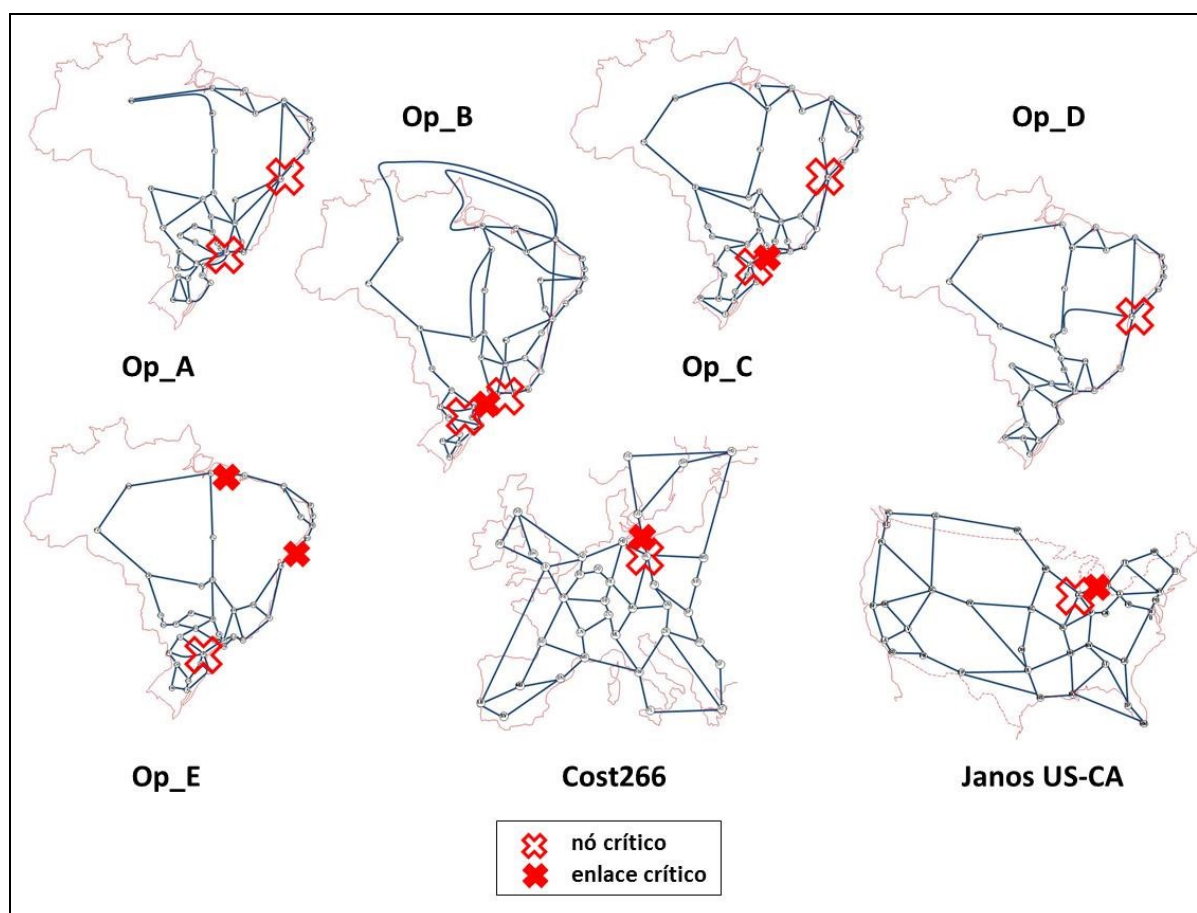 Op_B
Op_D
Op_A
Op_C
Op_E
Cost266
Janos US-CA
nó crítico
enlace crítico